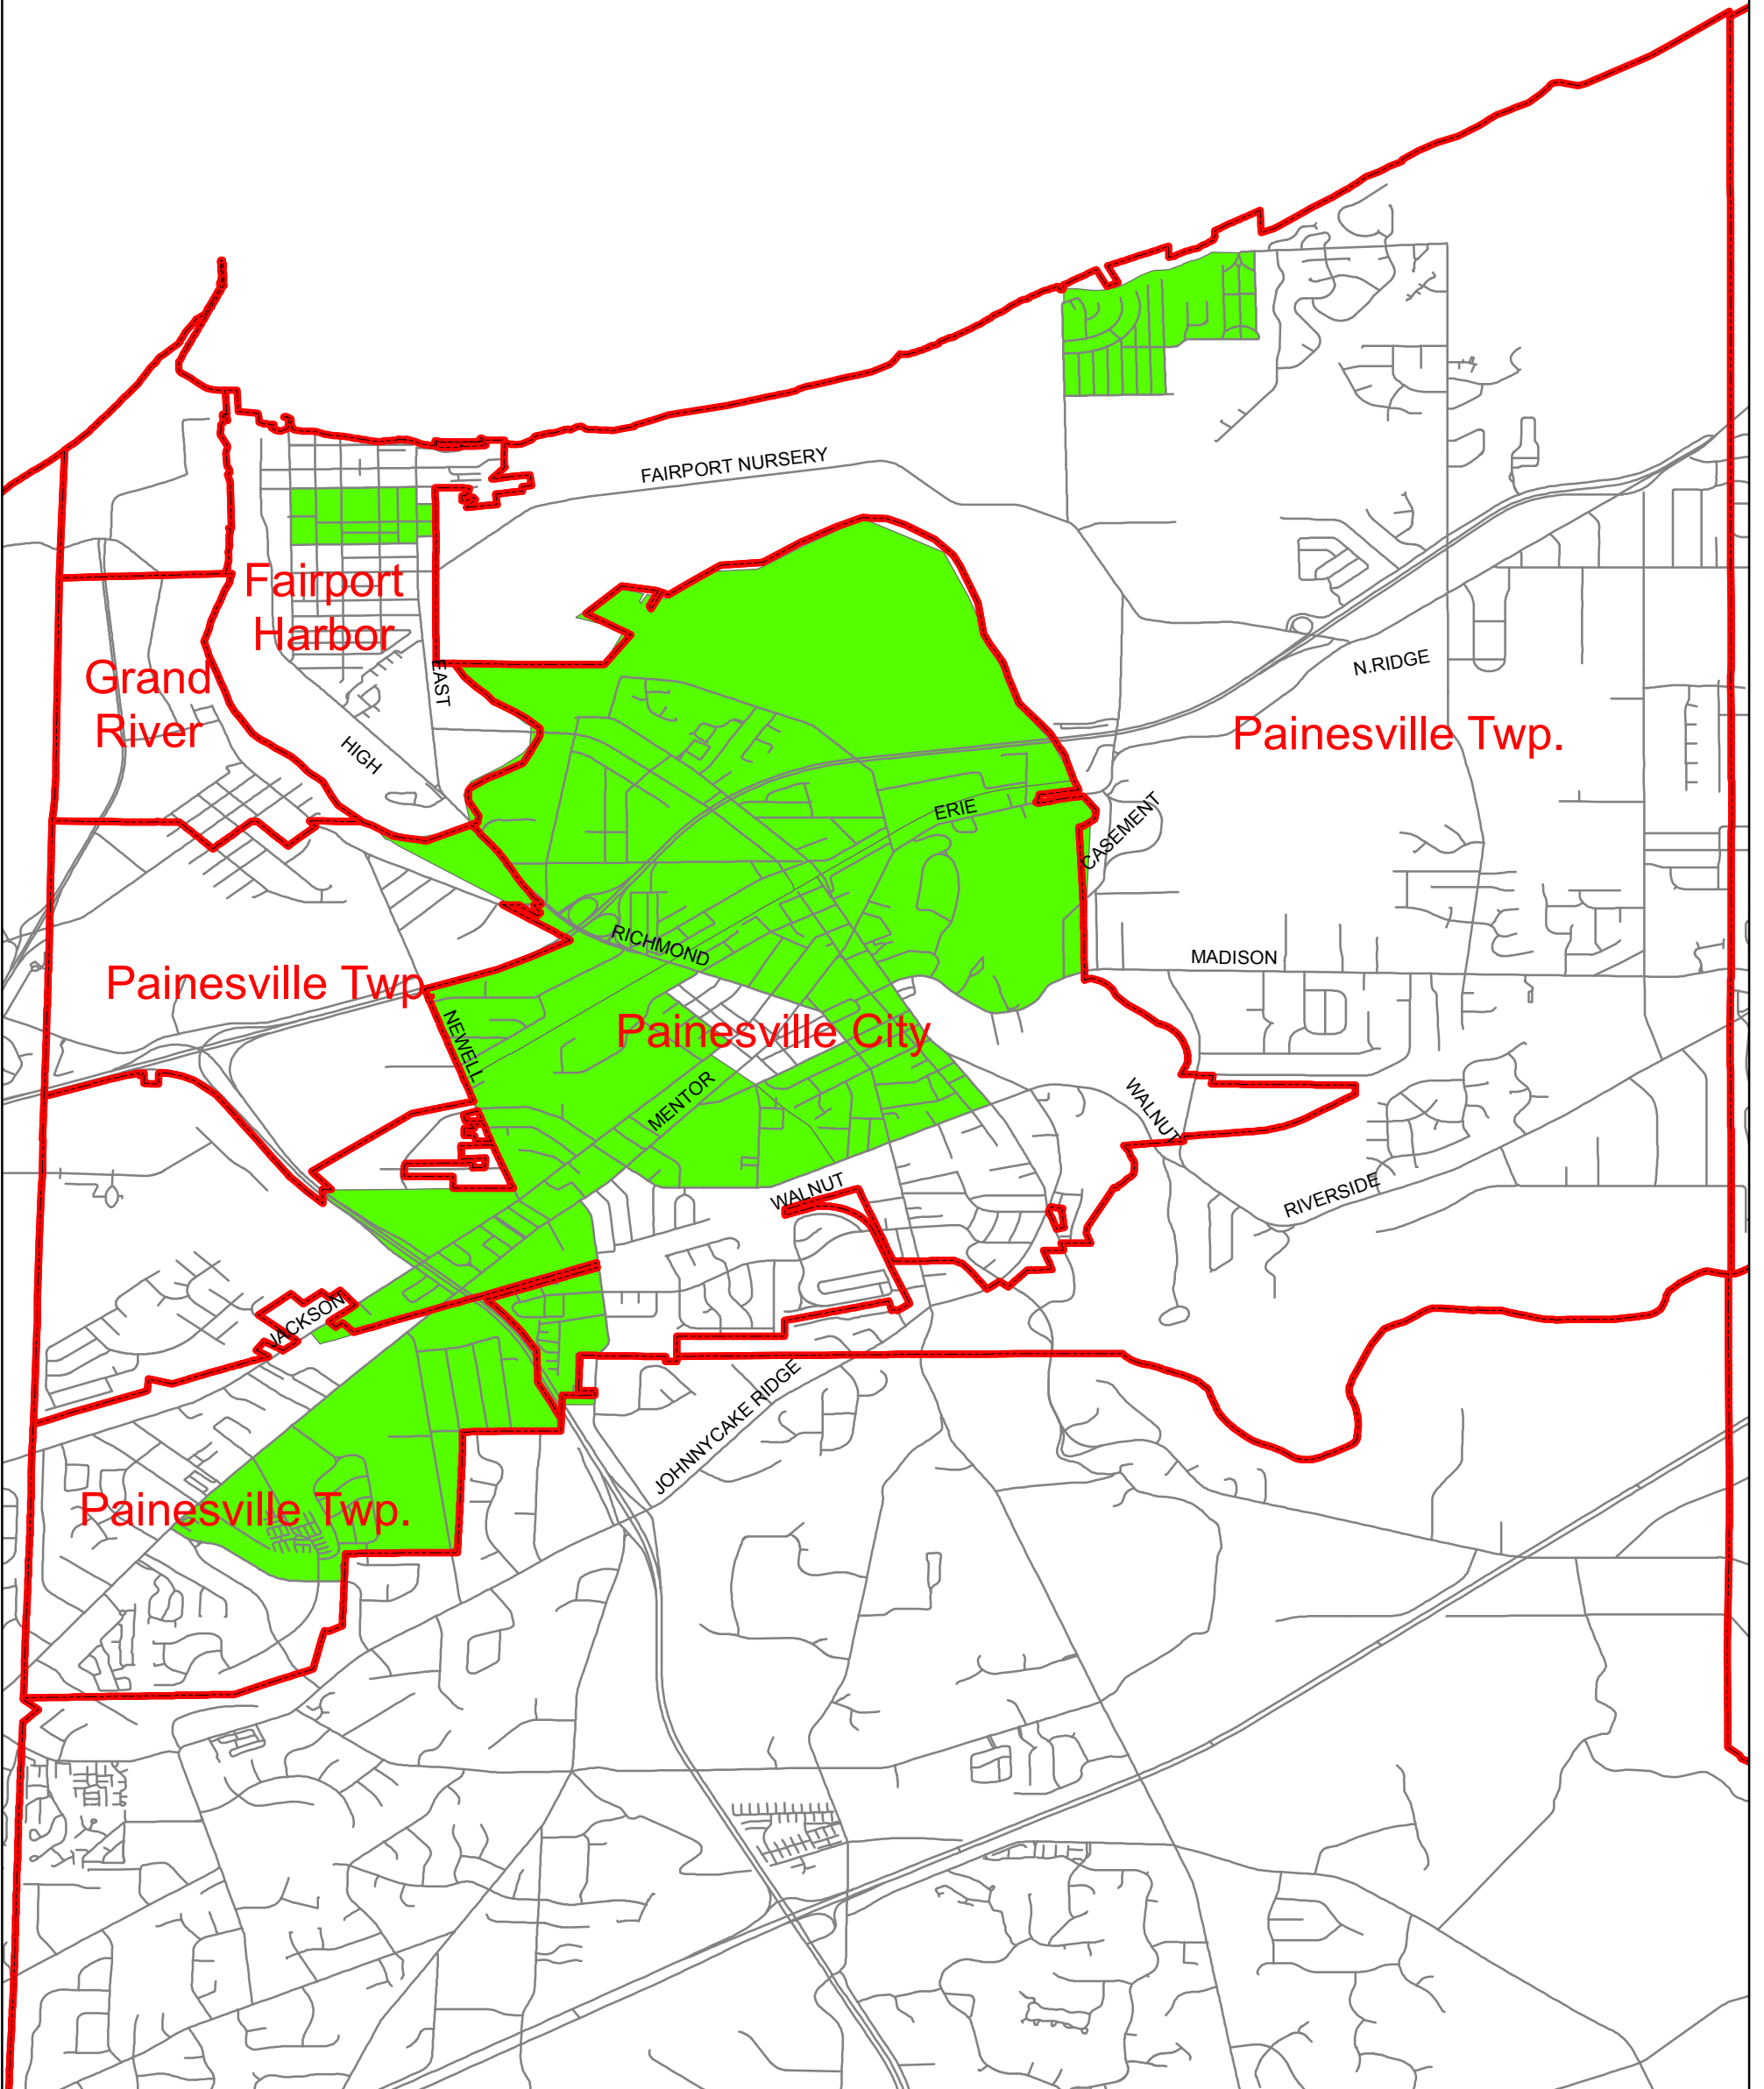 FAIRPORT NURSERY
Fairport
Harbor
Grand
River
EAST
HIGH
N.RIDGE
Painesville Twp.
ERIE
CASEMENT
RICHMOND
MADISON
Painesville Twp.
NEWELL
Painesville City
MENTOR
WALNUT
WALNUT
RIVERSIDE
JACKSON
JOHNNYCAKE RIDGE
Painesville Twp.